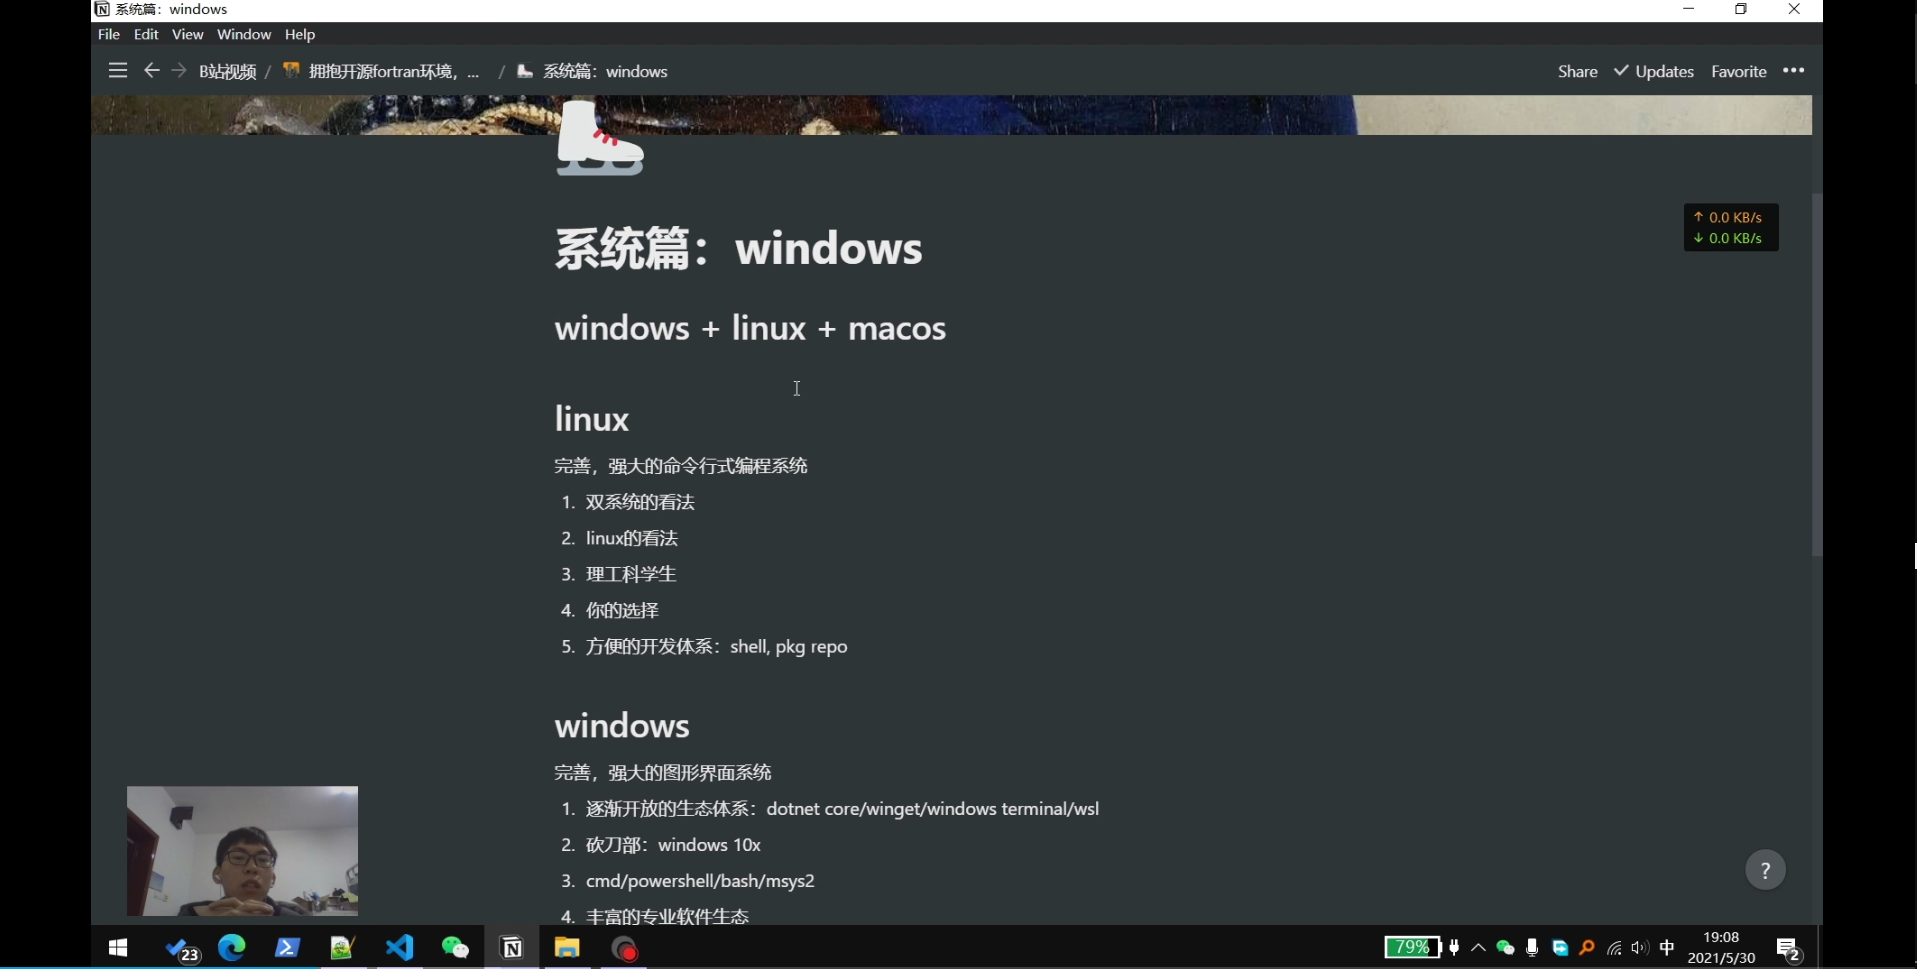 系统篇：windows
File Edit View Window Help
B站视频 / 拥抱开源fortran环境，... / 系统篇：windows Share Updates Favorite
↑ 0.0 KB/s
↓ 0.0 KB/s
系统篇：windows
windows + linux + macos
linux
完善，强大的命令行式编程系统
1. 双系统的看法
2. linux的看法
3. 理工科学生
4. 你的选择
5. 方便的开发体系：shell, pkg repo
windows
完善，强大的图形界面系统
1. 逐渐开放的生态体系：dotnet core/winget/windows terminal/wsl
2. 砍刀部：windows 10x
3. cmd/powershell/bash/msys2
4. 丰富的专业软件生态
?
23
79%
中
19:08
2021/5/30
2